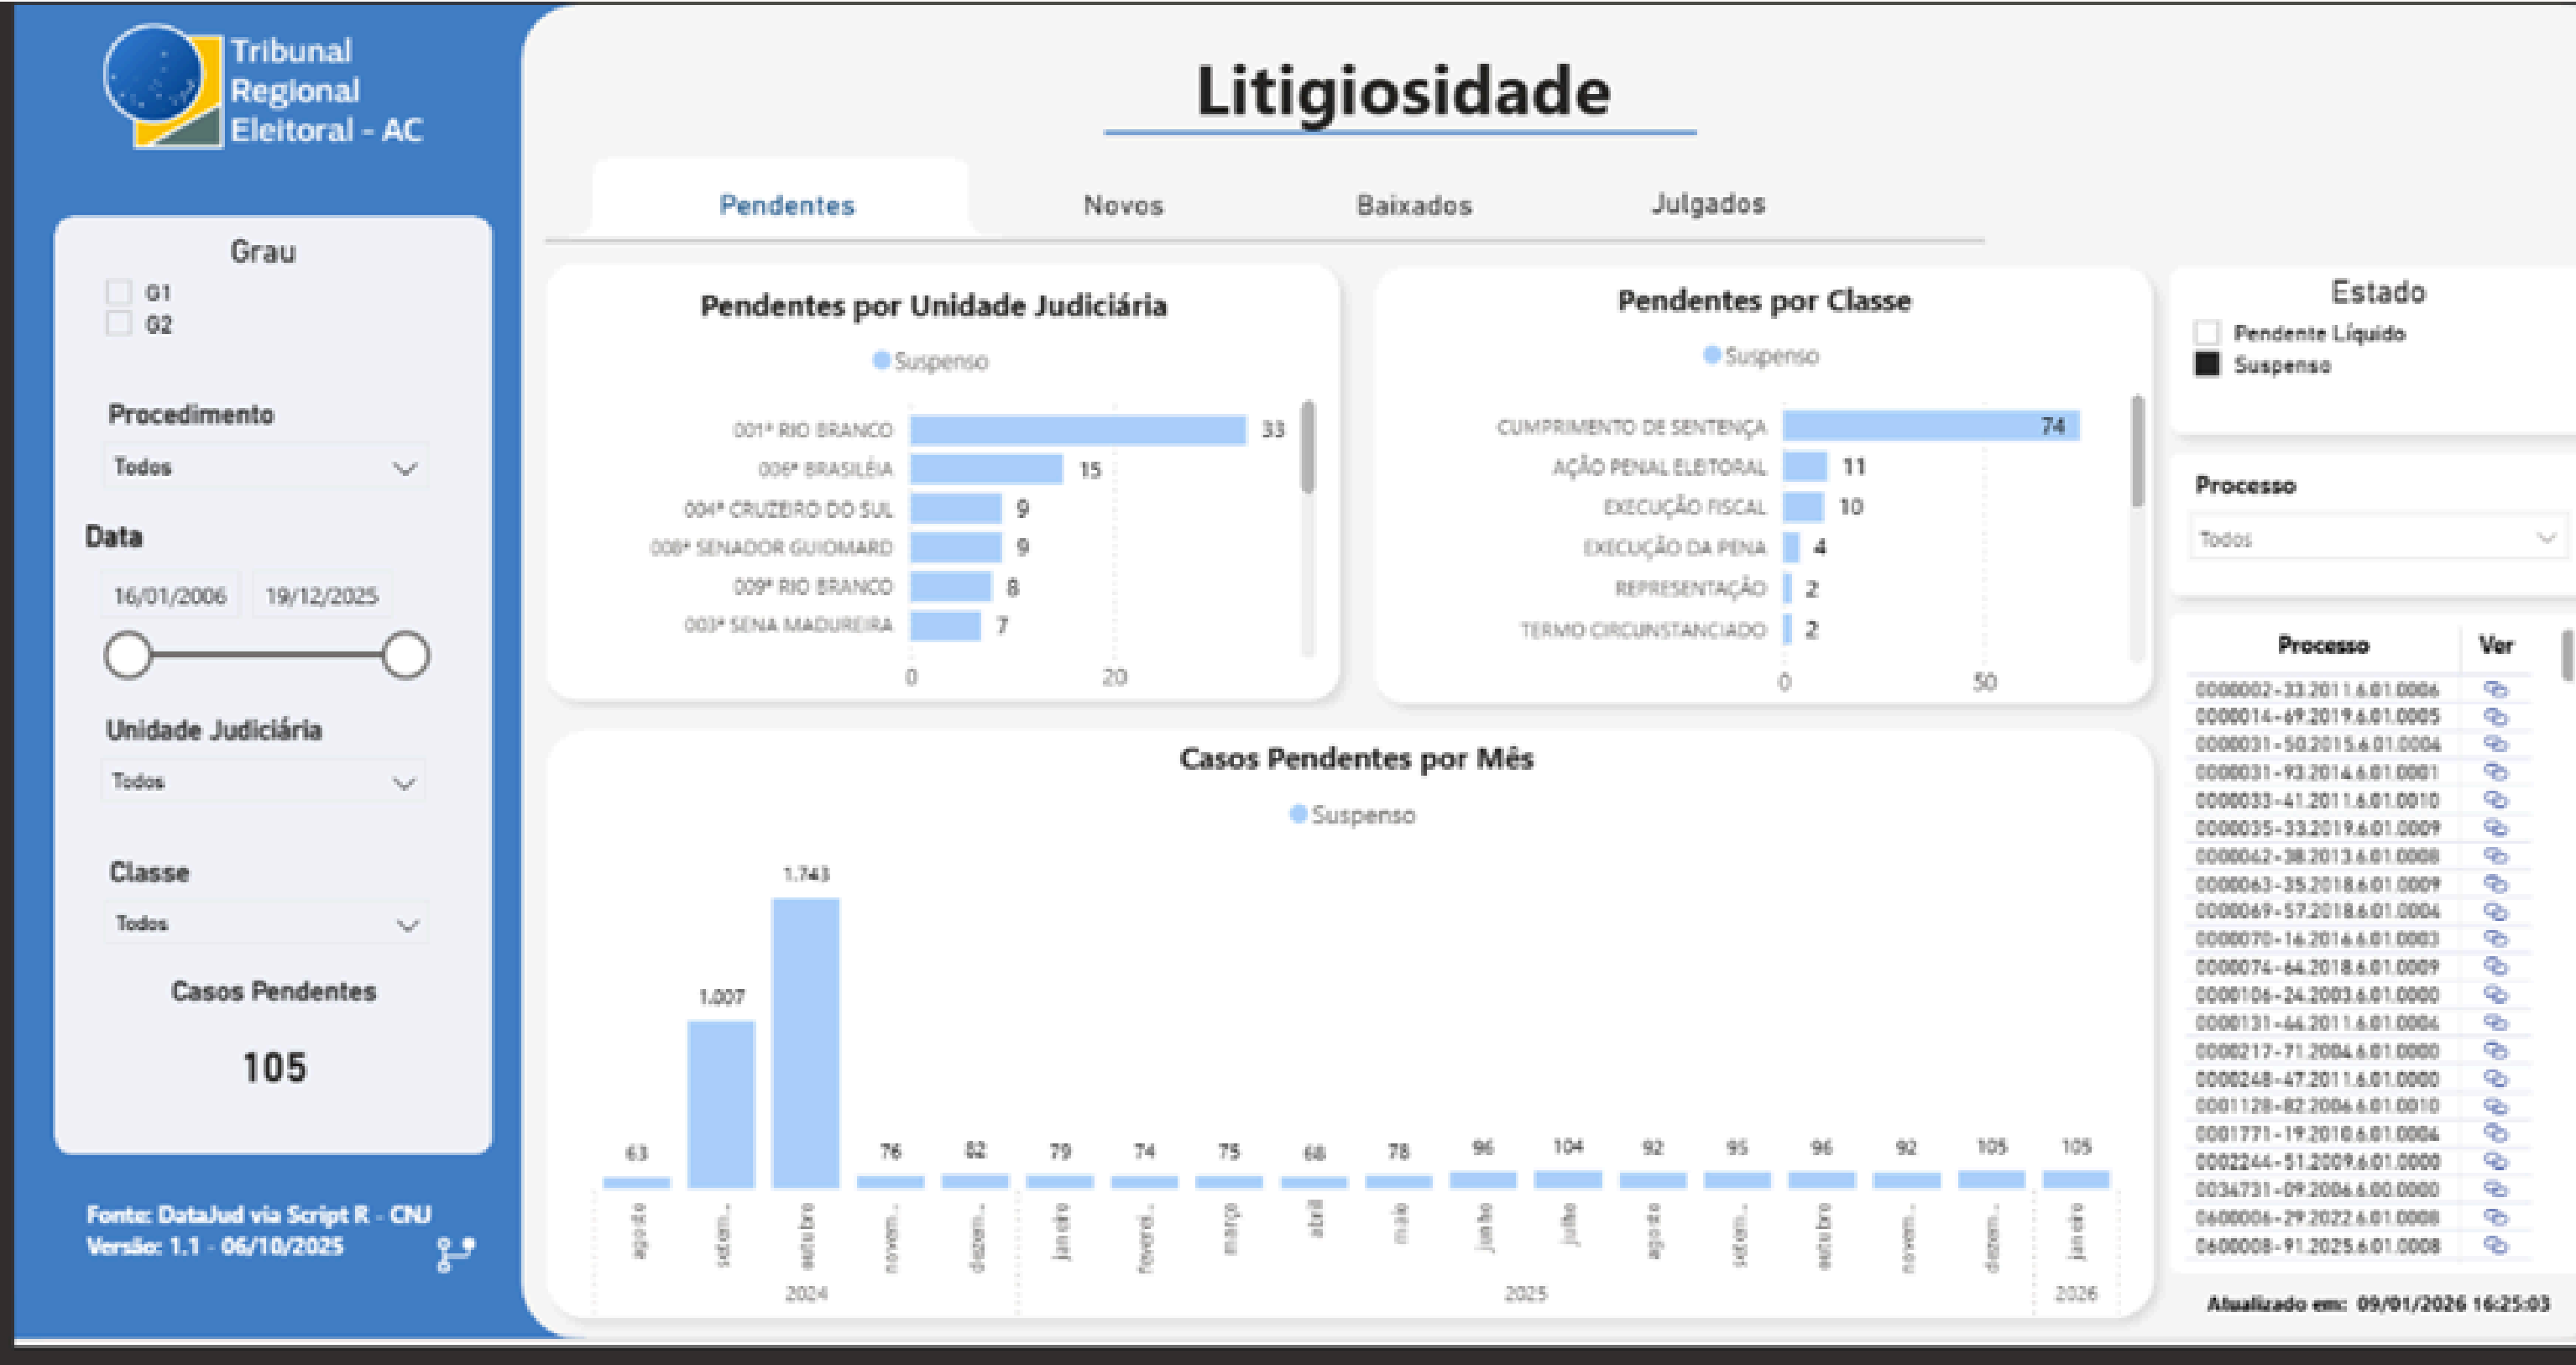 Tribunal
Regional
Eleitoral - AC
Grau
G1
G2
Procedimento
Todos
Data
16/01/2006 19/12/2025
Unidade Judiciária
Todos
Classe
Todos
Casos Pendentes
105
Fonte: DataJud via Script R - CNJ
Versão: 1.1 - 06/10/2025
Litigiosidade
Pendentes Novos Baixados Julgados
Pendentes por Unidade Judiciária
Suspenso
001ª RIO BRANCO 33
006ª BRASILÉIA 15
004ª CRUZEIRO DO SUL 9
008ª SENADOR GUIOMARD 9
009ª RIO BRANCO 8
003ª SENA MADUREIRA 7
0 20
Pendentes por Classe
Suspenso
CUMPRIMENTO DE SENTENÇA 74
AÇÃO PENAL ELEITORAL 11
EXECUÇÃO FISCAL 10
EXECUÇÃO DA PENA 4
REPRESENTAÇÃO 2
TERMO CIRCUNSTANCIADO 2
0 50
Casos Pendentes por Mês
Suspenso
63 1.007 1.743 76 82 79 74 75 68 78 96 104 92 95 96 92 105 105
agosto setem... outubro novem... dezem... janeiro feverei... março abril maio junho julho agosto setem... outubro novem... dezem... janeiro
2024 2025 2026
Estado
Pendente Líquido
Suspenso
Processo
Todos
Processo Ver
0000002-33.2011.6.01.0006
0000014-69.2019.6.01.0005
0000031-50.2015.6.01.0004
0000031-93.2014.6.01.0001
0000033-41.2011.6.01.0010
0000035-33.2019.6.01.0009
0000062-38.2013.6.01.0008
0000063-35.2018.6.01.0009
0000069-57.2018.6.01.0004
0000070-16.2016.6.01.0003
0000074-64.2018.6.01.0009
0000106-24.2003.6.01.0000
0000131-46.2011.6.01.0004
0000217-71.2004.6.01.0000
0000248-47.2011.6.01.0000
0001128-82.2006.6.01.0010
0001771-19.2010.6.01.0004
0002244-51.2009.6.01.0000
0034731-09.2006.6.00.0000
0600006-29.2022.6.01.0008
0600008-91.2025.6.01.0008
Atualizado em: 09/01/2026 16:25:03